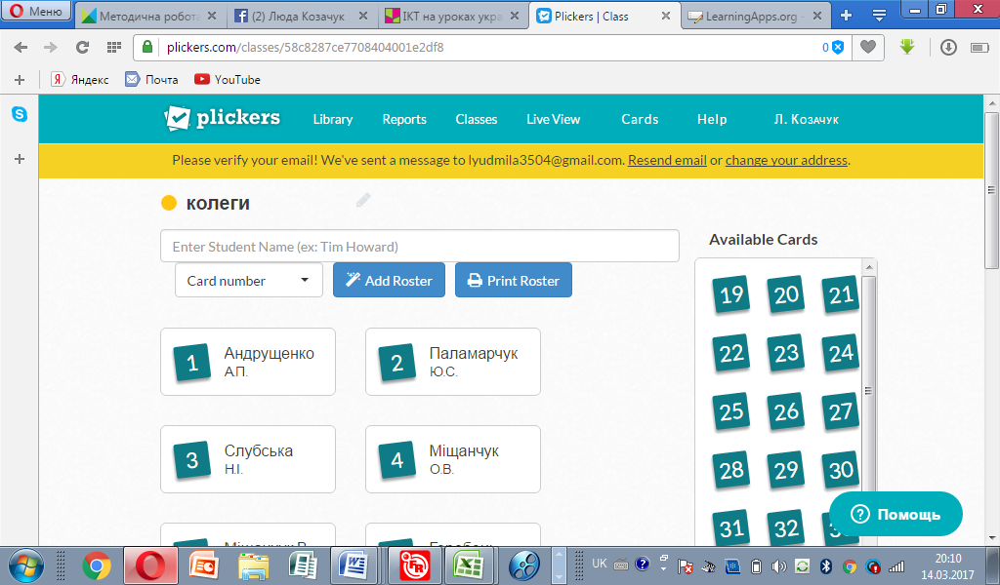 Меню
Методична робота
(2) Люда Козачук
ІКТ на уроках укра
Plickers | Class
LearningApps.org -
plickers.com/classes/58c8287ce7708404001e2df8
0
Яндекс
Почта
YouTube
plickers
Library
Reports
Classes
Live View
Cards
Help
Л. Козачук
Please verify your email! We've sent a message to lyudmila3504@gmail.com. Resend email or change your address.
колеги
Enter Student Name (ex: Tim Howard)
Card number
Add Roster
Print Roster
Available Cards
19 20 21
22 23 24
25 26 27
28 29 30
31 32
1
Андрущенко
А.П.
2
Паламарчук
Ю.С.
3
Слубська
Н.І.
4
Міщанчук
О.В.
Помощь
UK
20:10
14.03.2017